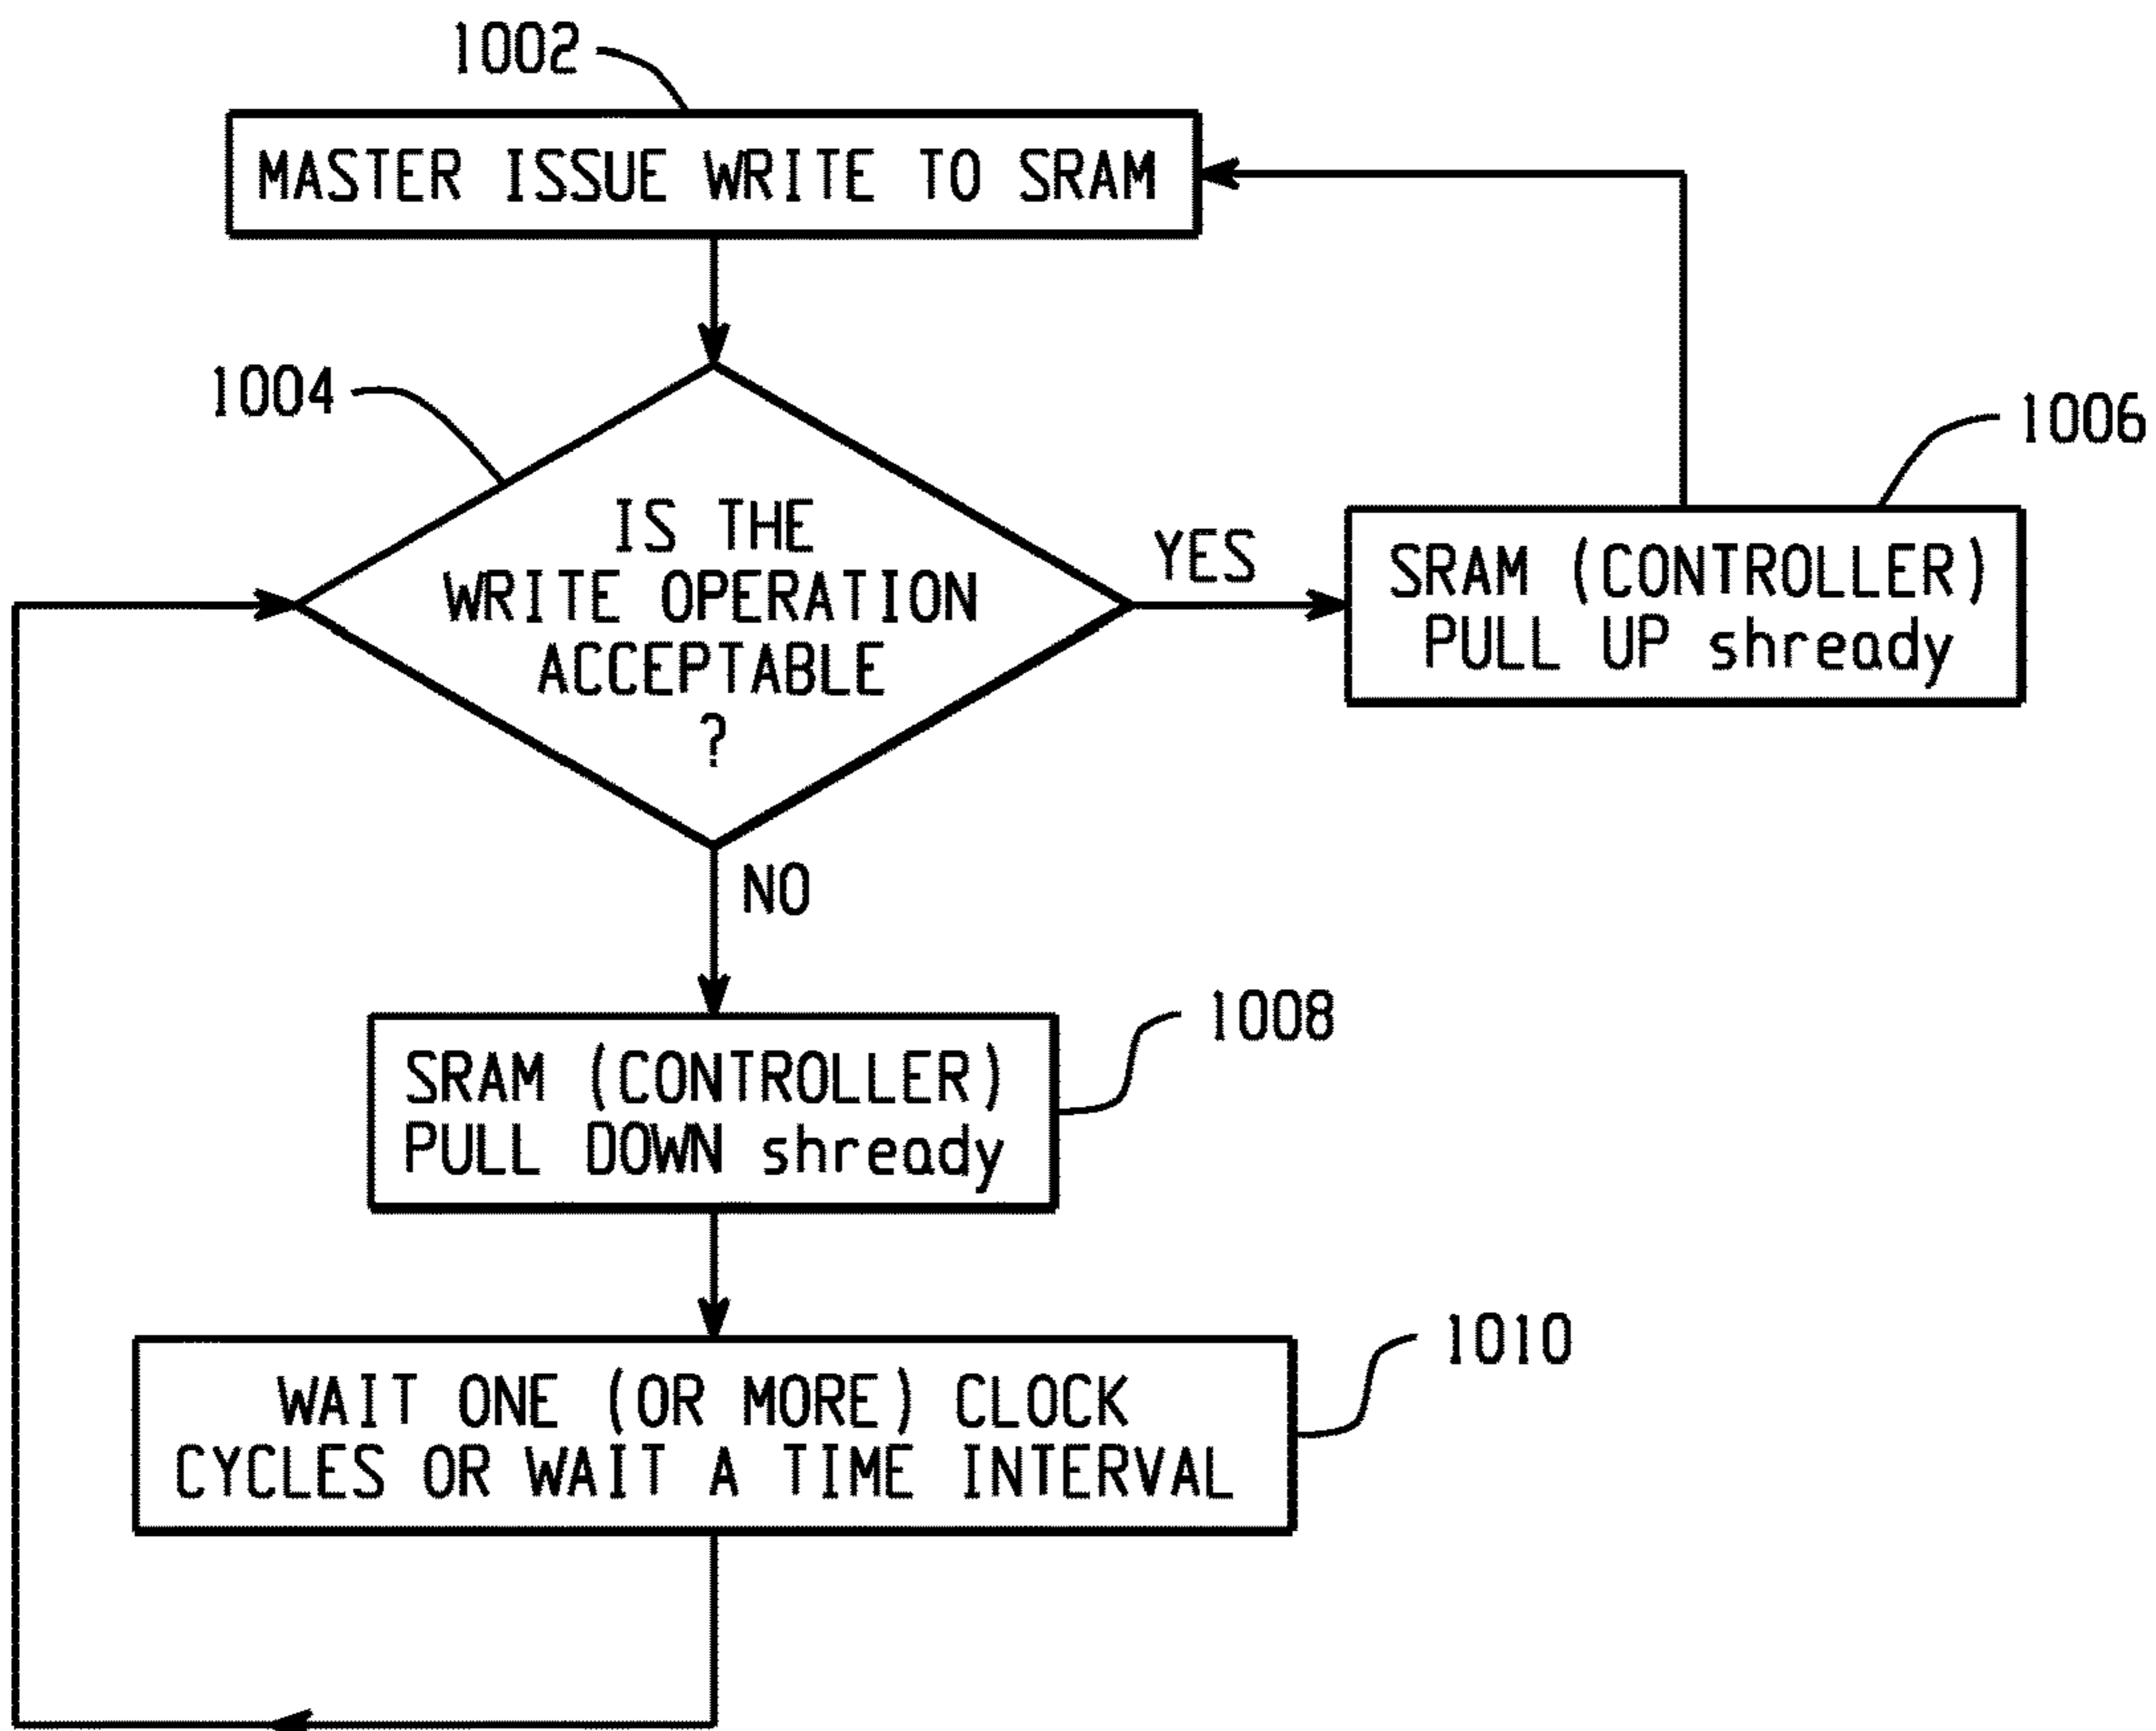 1002
MASTER ISSUE WRITE TO SRAM
1004
IS THE
WRITE OPERATION
ACCEPTABLE
?
YES
1006
SRAM (CONTROLLER)
PULL UP shready
NO
1008
SRAM (CONTROLLER)
PULL DOWN shready
1010
WAIT ONE (OR MORE) CLOCK
CYCLES OR WAIT A TIME INTERVAL